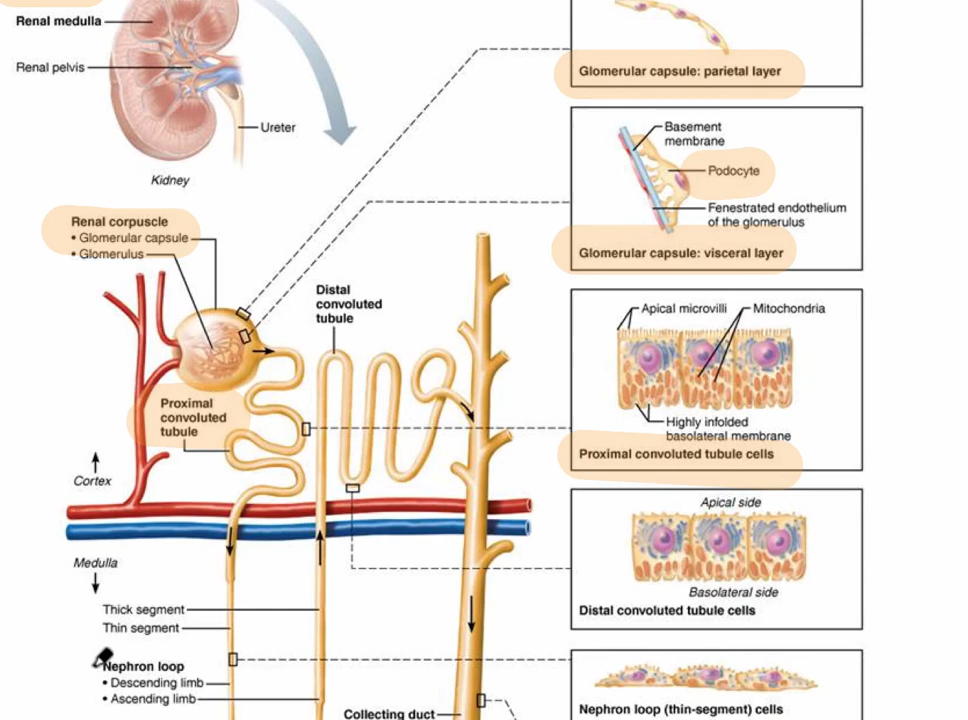 Renal medulla
Renal pelvis
Ureter
Kidney
Glomerular capsule: parietal layer
Basement
membrane
Podocyte
Fenestrated endothelium
of the glomerulus
Glomerular capsule: visceral layer
Renal corpuscle
• Glomerular capsule
• Glomerulus
Distal
convoluted
tubule
Proximal
convoluted
tubule
Apical microvilli
Mitochondria
Highly infolded
basolateral membrane
Proximal convoluted tubule cells
Cortex
Medulla
Apical side
Basolateral side
Distal convoluted tubule cells
Thick segment
Thin segment
Nephron loop
• Descending limb
• Ascending limb
Collecting duct
Nephron loop (thin-segment) cells